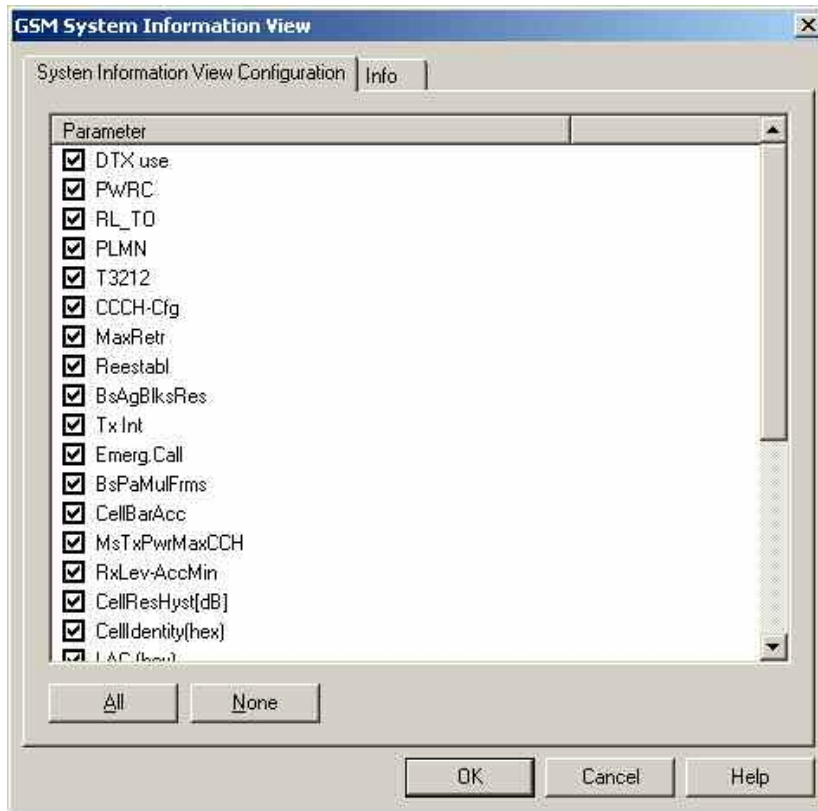 GSM System Information View
Systen Information View Configuration
Info
Parameter
DTX use
PWRC
RL_TO
PLMN
T3212
CCCH-Cfg
MaxRetr
Reestabl
BsAgBlksRes
Tx Int
Emerg.Call
BsPaMulFrms
CellBarAcc
MsTxPwrMaxCCH
RxLev-AccMin
CellResHyst[dB]
CellIdentity(hex)
LAC (hex)
All
None
OK
Cancel
Help